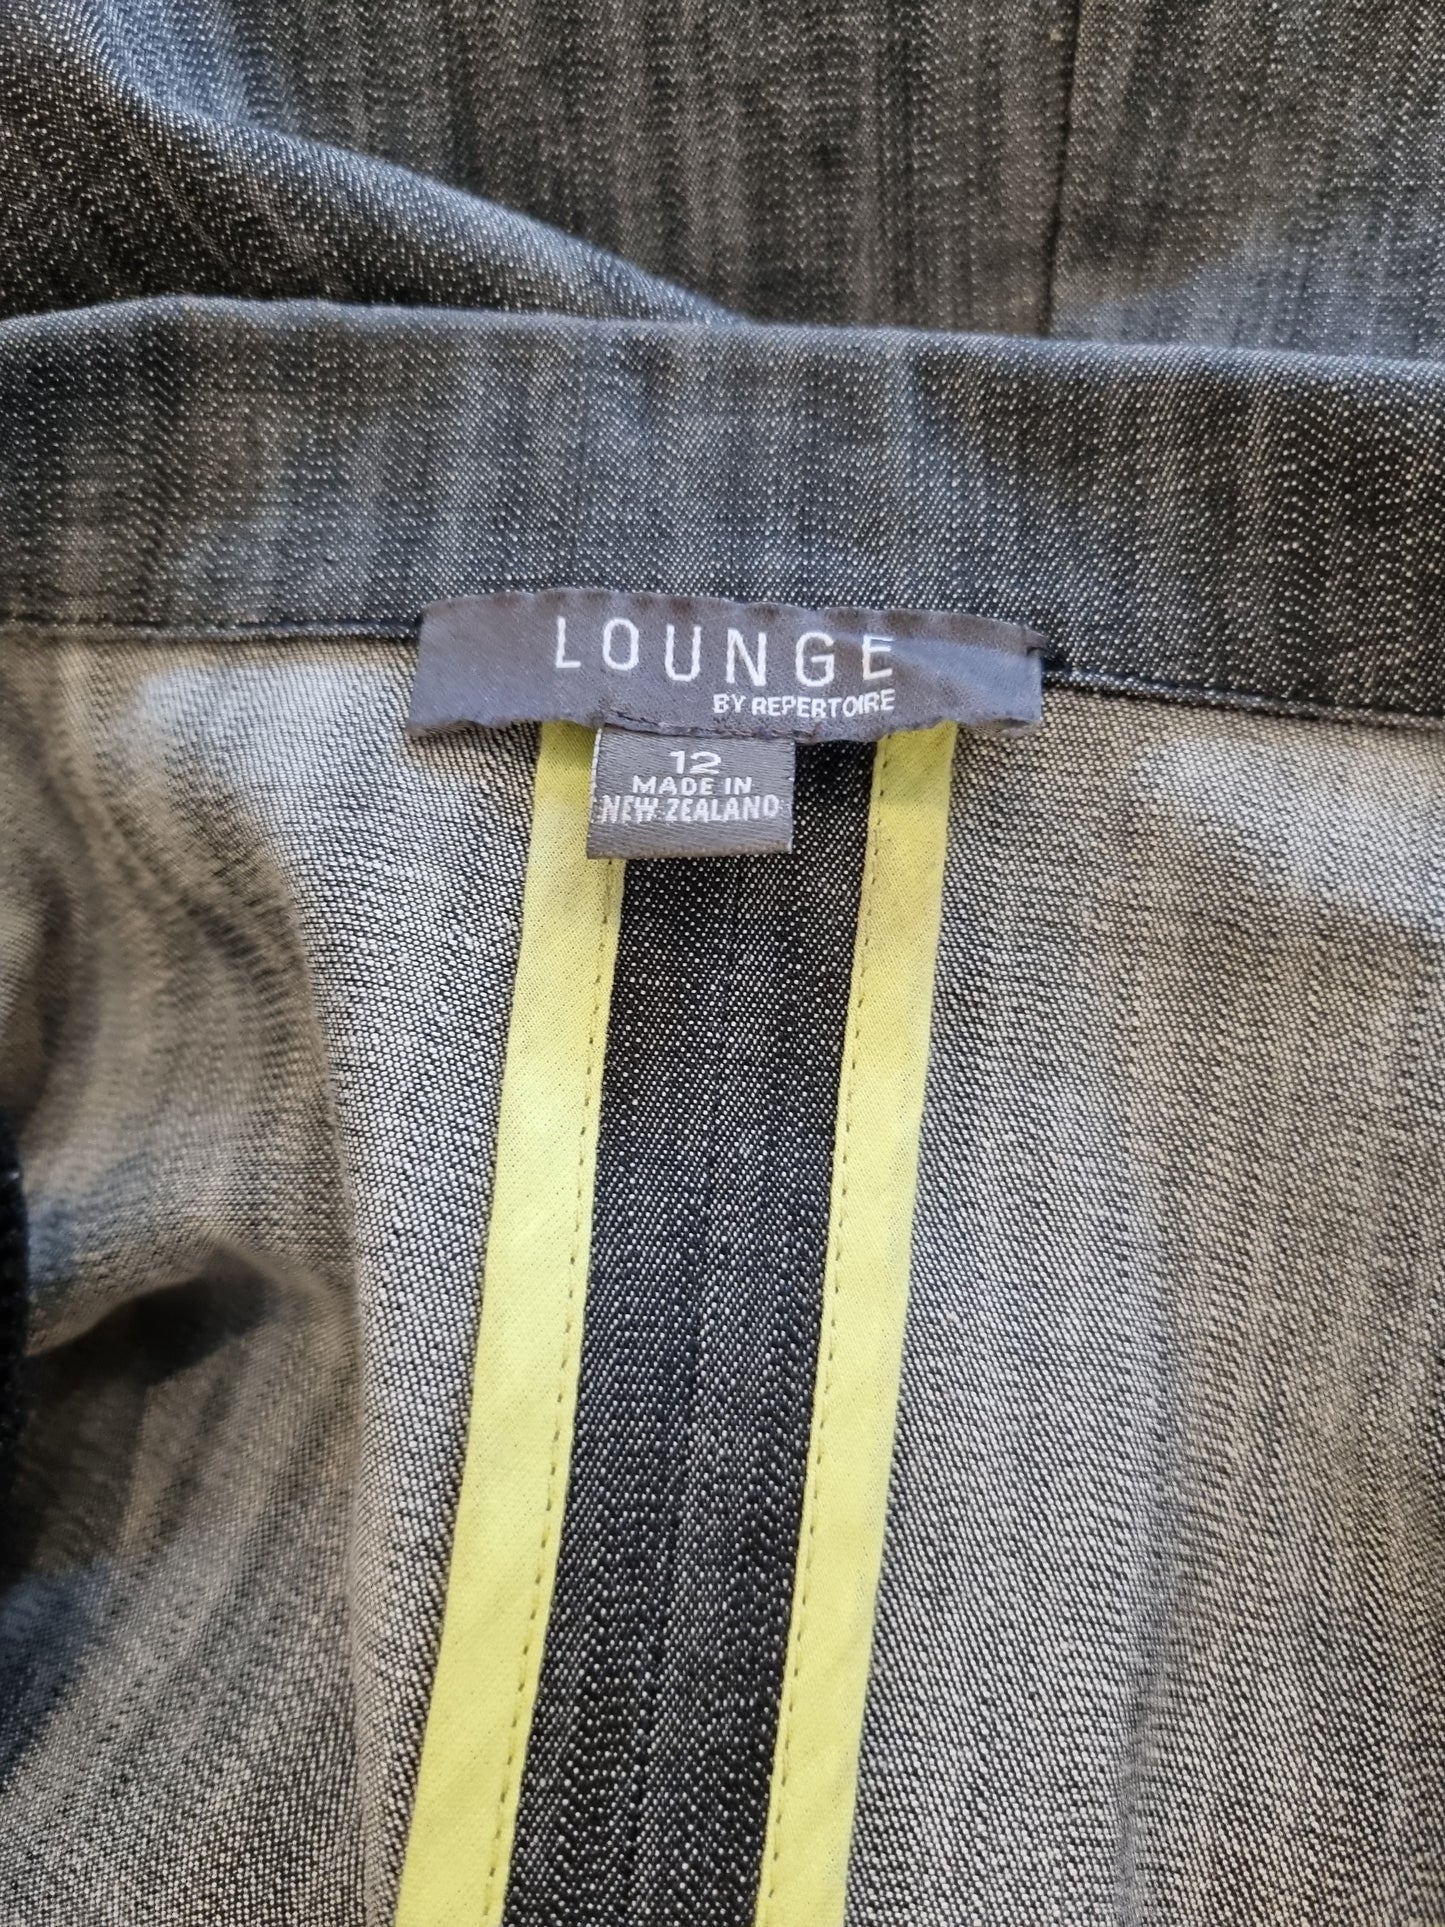 LOUNGE
BY REPERTOIRE
12
MADE IN
NEW ZEALAND